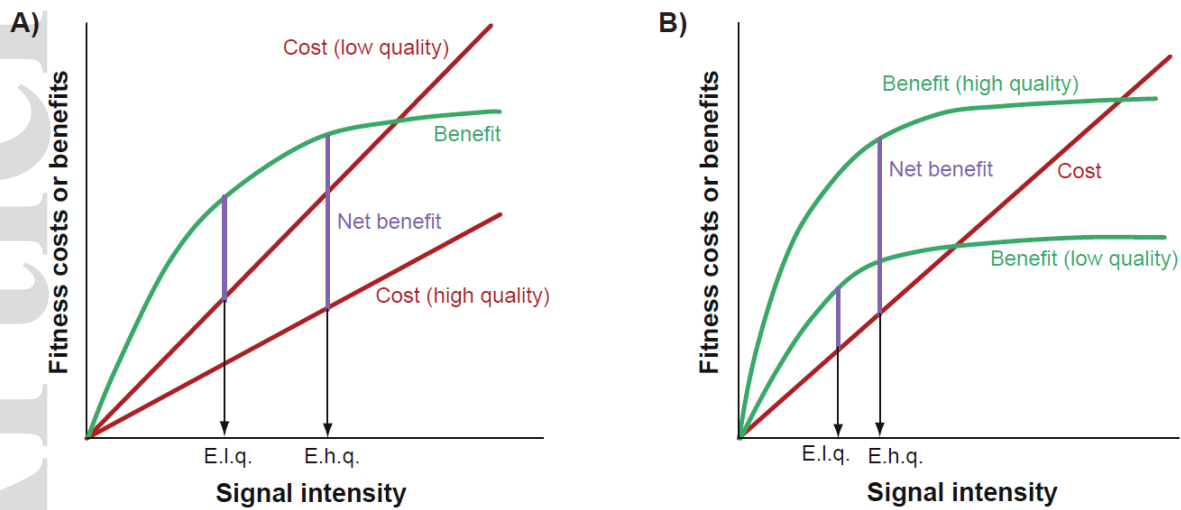 A)
Fitness costs or benefits
Cost (low quality)
Benefit
Net benefit
Cost (high quality)
E.l.q.
E.h.q.
Signal intensity
B)
Fitness costs or benefits
Benefit (high quality)
Net benefit
Cost
Benefit (low quality)
E.l.q.
E.h.q.
Signal intensity